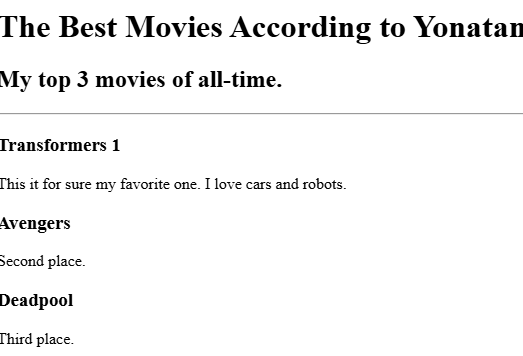 The Best Movies According to Yonatan
My top 3 movies of all-time.
Transformers 1
This it for sure my favorite one. I love cars and robots.
Avengers
Second place.
Deadpool
Third place.